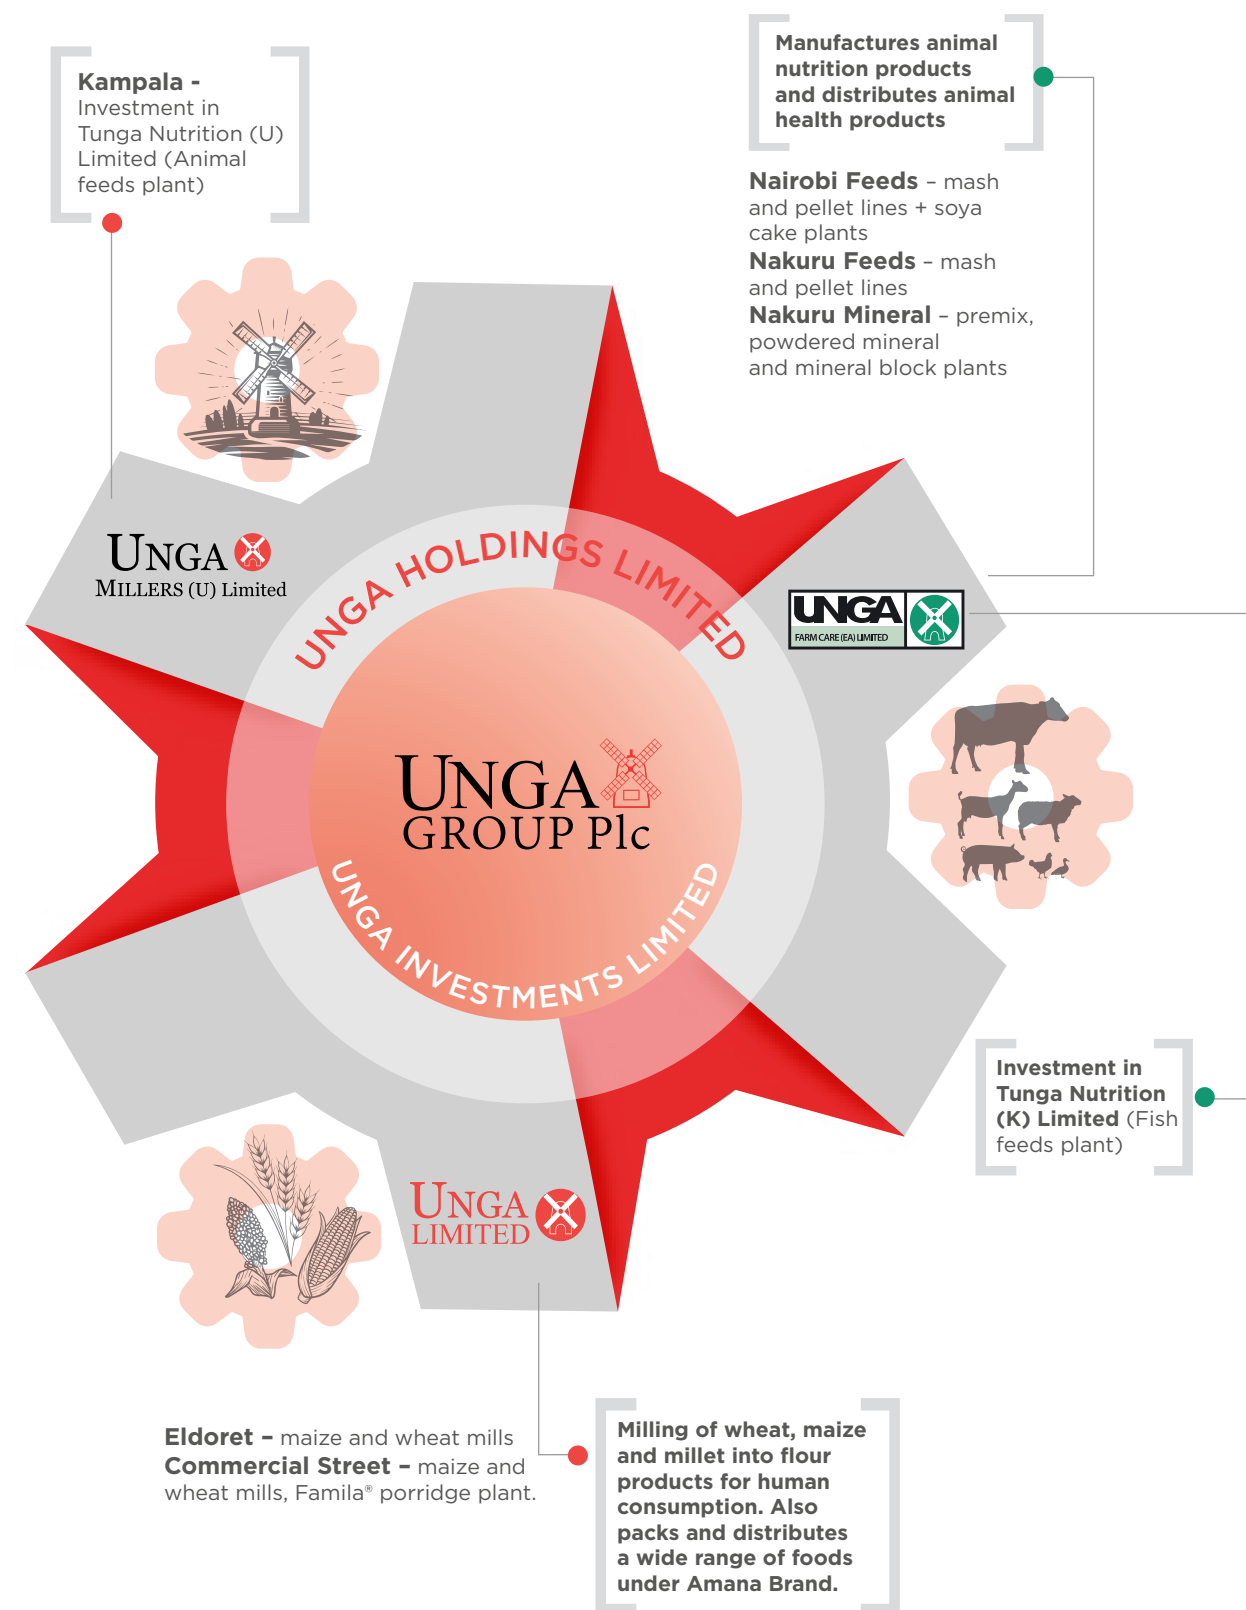 Kampala -
Investment in
Tunga Nutrition (U)
Limited (Animal
feeds plant)
Manufactures animal
nutrition products
and distributes animal
health products
Nairobi Feeds – mash
and pellet lines + soya
cake plants
Nakuru Feeds – mash
and pellet lines
Nakuru Mineral – premix,
powdered mineral
and mineral block plants
UNGA
MILLERS (U) Limited
UNGA HOLDINGS LIMITED
UNGA
FARM CARE (EA) LIMITED
UNGA
GROUP Plc
UNGA INVESTMENTS LIMITED
Investment in
Tunga Nutrition
(K) Limited (Fish
feeds plant)
UNGA
LIMITED
Eldoret – maize and wheat mills
Commercial Street – maize and
wheat mills, Famila® porridge plant.
Milling of wheat, maize
and millet into flour
products for human
consumption. Also
packs and distributes
a wide range of foods
under Amana Brand.